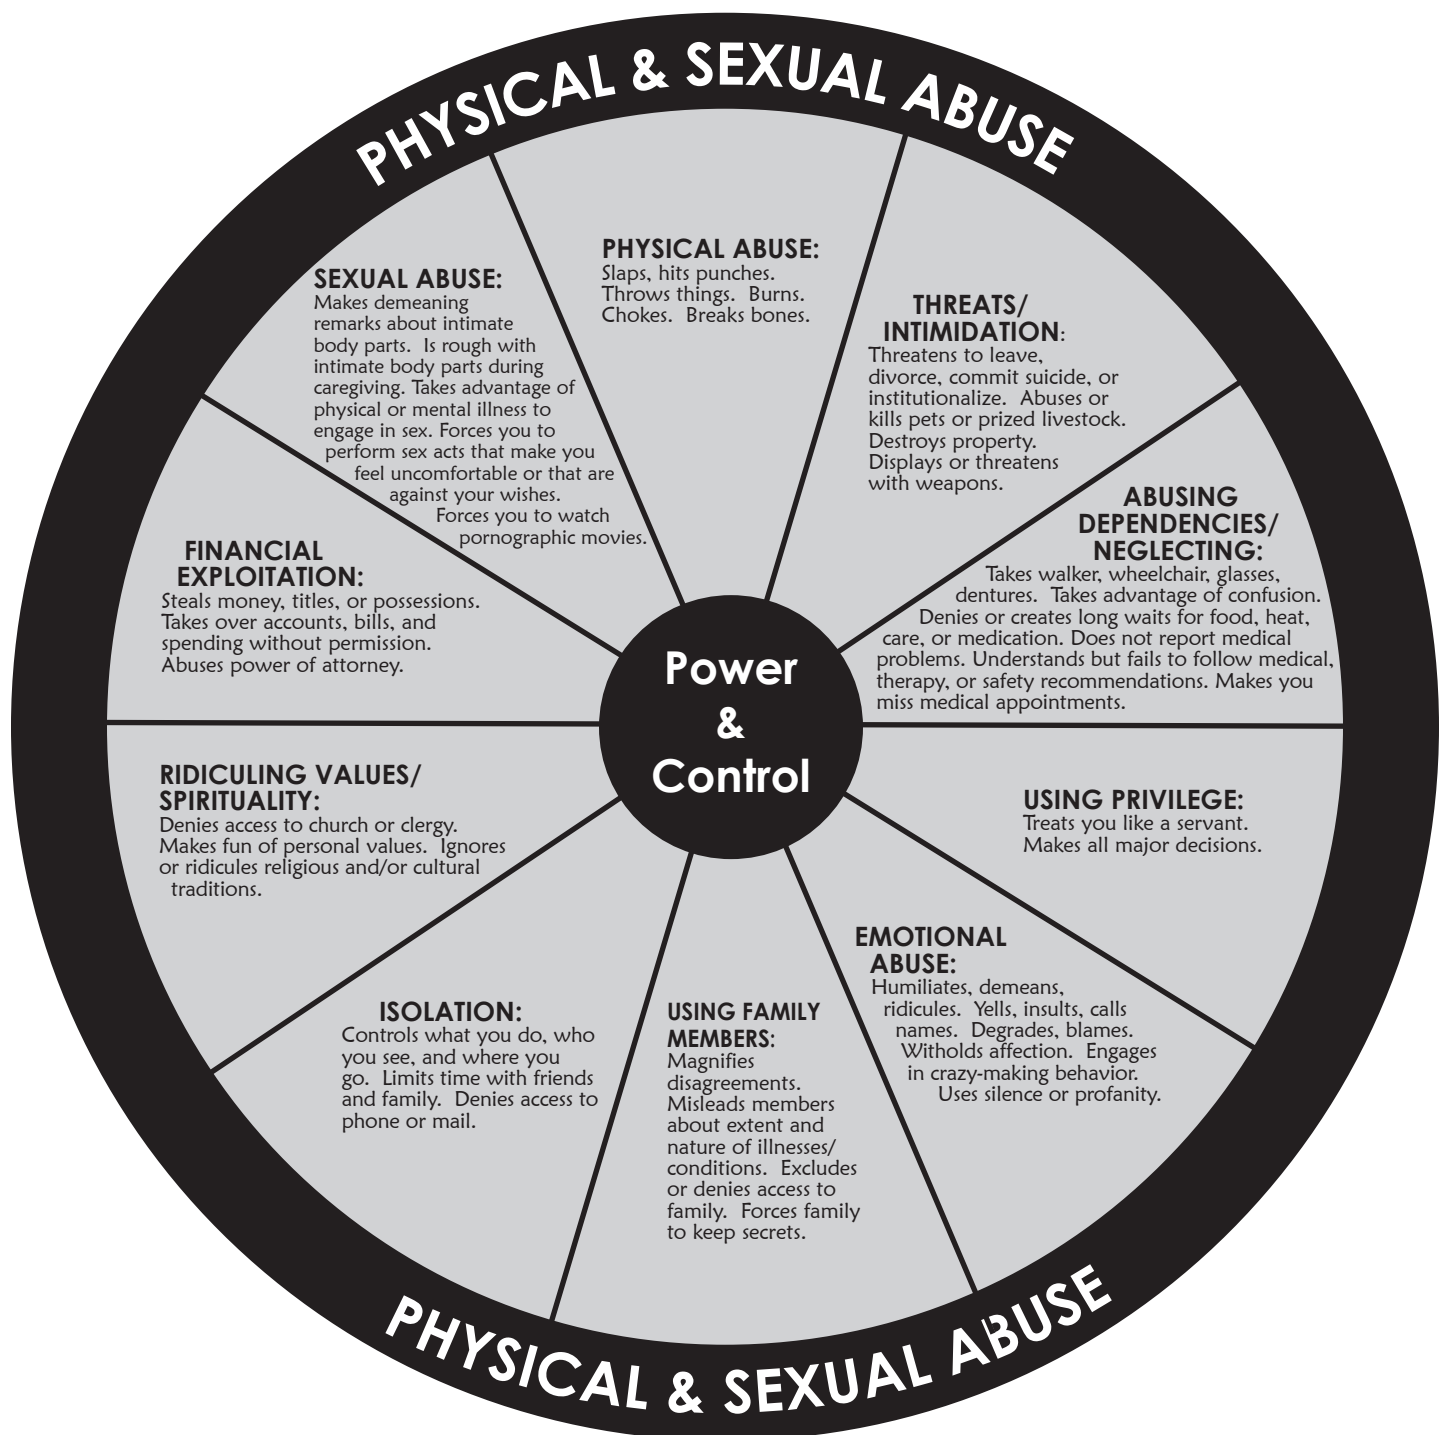 PHYSICAL & SEXUAL ABUSE
PHYSICAL ABUSE:
Slaps, hits punches.
Throws things. Burns.
Chokes. Breaks bones.
THREATS/
INTIMIDATION:
Threatens to leave,
divorce, commit suicide, or
institutionalize. Abuses or
kills pets or prized livestock.
Destroys property.
Displays or threatens
with weapons.
ABUSING
DEPENDENCIES/
NEGLECTING:
Takes walker, wheelchair, glasses,
dentures. Takes advantage of confusion.
Denies or creates long waits for food, heat,
care, or medication. Does not report medical
problems. Understands but fails to follow medical,
therapy, or safety recommendations. Makes you
miss medical appointments.
USING PRIVILEGE:
Treats you like a servant.
Makes all major decisions.
EMOTIONAL
ABUSE:
Humiliates, demeans,
ridicules. Yells, insults, calls
names. Degrades, blames.
Witholds affection. Engages
in crazy-making behavior.
Uses silence or profanity.
USING FAMILY
MEMBERS:
Magnifies
disagreements.
Misleads members
about extent and
nature of illnesses/
conditions. Excludes
or denies access to
family. Forces family
to keep secrets.
ISOLATION:
Controls what you do, who
you see, and where you
go. Limits time with friends
and family. Denies access to
phone or mail.
RIDICULING VALUES/
SPIRITUALITY:
Denies access to church or clergy.
Makes fun of personal values. Ignores
or ridicules religious and/or cultural
traditions.
FINANCIAL
EXPLOITATION:
Steals money, titles, or possessions.
Takes over accounts, bills, and
spending without permission.
Abuses power of attorney.
SEXUAL ABUSE:
Makes demeaning
remarks about intimate
body parts. Is rough with
intimate body parts during
caregiving. Takes advantage of
physical or mental illness to
engage in sex. Forces you to
perform sex acts that make you
feel uncomfortable or that are
against your wishes.
Forces you to watch
pornographic movies.
Power
&
Control
PHYSICAL & SEXUAL ABUSE